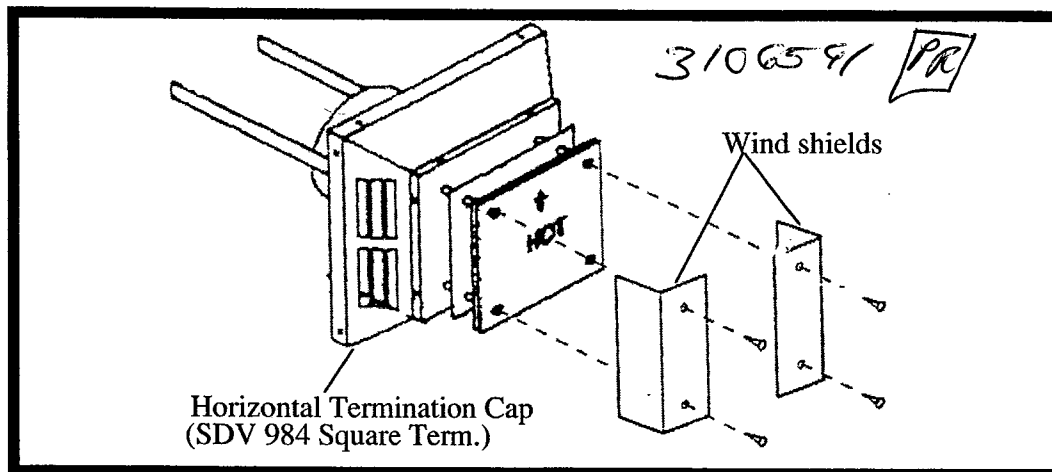 3106591 PR
Wind shields
HOT
Horizontal Termination Cap
(SDV 984 Square Term.)